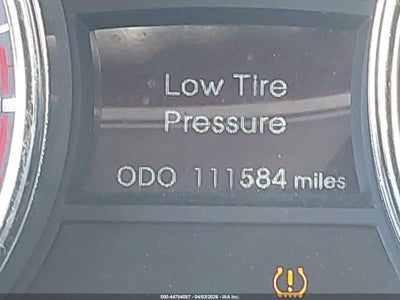 Low Tire
Pressure
ODO 111584 miles
000-44784067 | 04/03/2026 - IAA Inc.